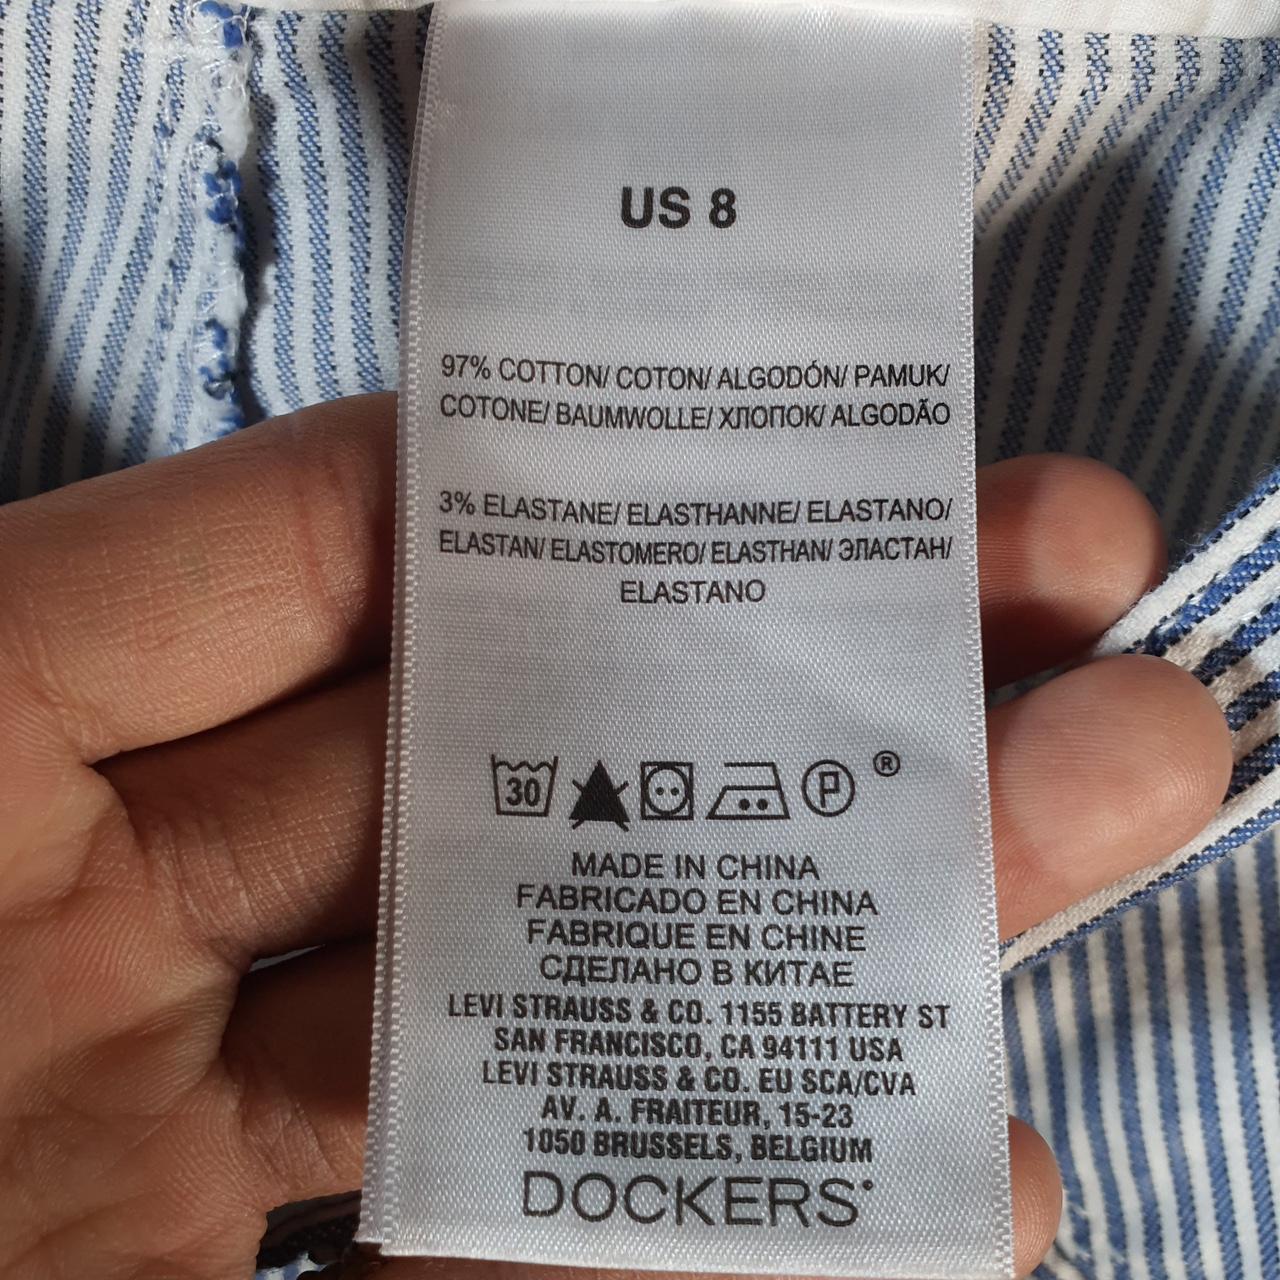 US 8
97% COTTON/ COTON/ ALGODÓN/ PAMUK/
COTONE/ BAUMWOLLE/ ХЛОПОК/ ALGODÃO
3% ELASTANE/ ELASTHANNE/ ELASTANO/
ELASTAN/ ELASTOMERO/ ELASTHAN/ ЭЛАСТАН/
ELASTANO
30 P ®
MADE IN CHINA
FABRICADO EN CHINA
FABRIQUE EN CHINE
СДЕЛАНО В КИТАЕ
LEVI STRAUSS & CO. 1155 BATTERY ST
SAN FRANCISCO, CA 94111 USA
LEVI STRAUSS & CO. EU SCA/CVA
AV. A. FRAITEUR, 15-23
1050 BRUSSELS, BELGIUM
DOCKERS